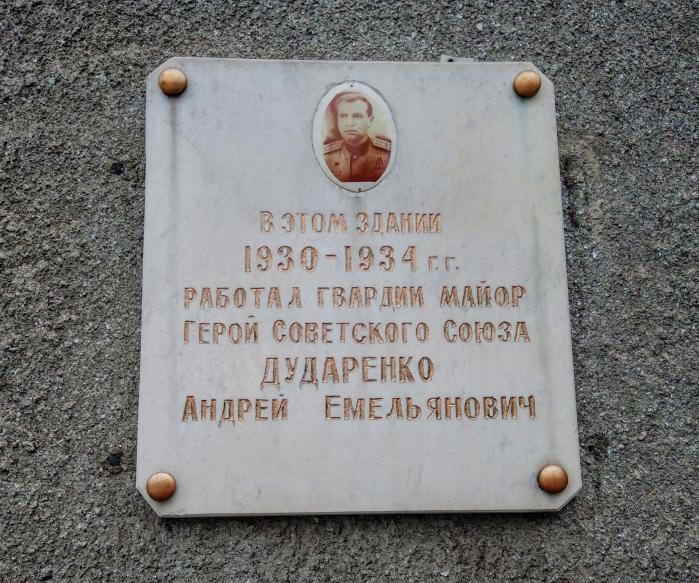 В ЭТОМ ЗДАНИИ
1930-1934 г.г.
РАБОТАЛ ГВАРДИИ МАЙОР
ГЕРОЙ СОВЕТСКОГО СОЮЗА
ДУДАРЕНКО
АНДРЕЙ ЕМЕЛЬЯНОВИЧ